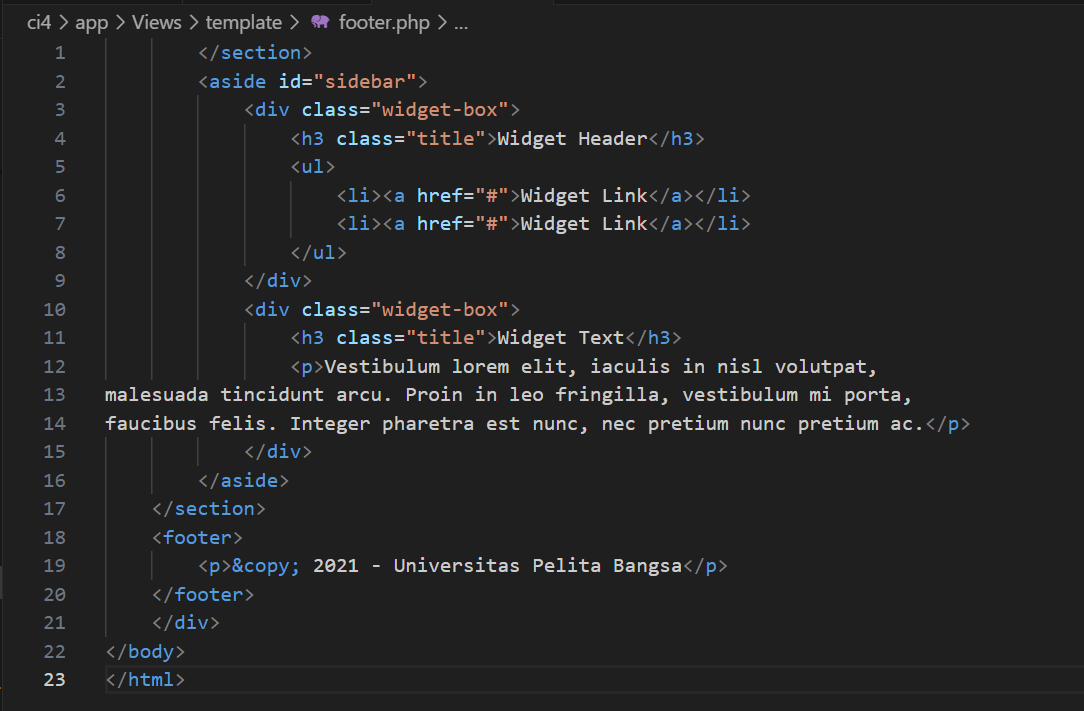 ci4 > app > Views > template > footer.php > ...
1 </section>
2 <aside id="sidebar">
3 <div class="widget-box">
4 <h3 class="title">Widget Header</h3>
5 <ul>
6 <li><a href="#">Widget Link</a></li>
7 <li><a href="#">Widget Link</a></li>
8 </ul>
9 </div>
10 <div class="widget-box">
11 <h3 class="title">Widget Text</h3>
12 <p>Vestibulum lorem elit, iaculis in nisl volutpat,
13 malesuada tincidunt arcu. Proin in leo fringilla, vestibulum mi porta,
14 faucibus felis. Integer pharetra est nunc, nec pretium nunc pretium ac.</p>
15 </div>
16 </aside>
17 </section>
18 <footer>
19 <p>&copy; 2021 - Universitas Pelita Bangsa</p>
20 </footer>
21 </div>
22 </body>
23 </html>